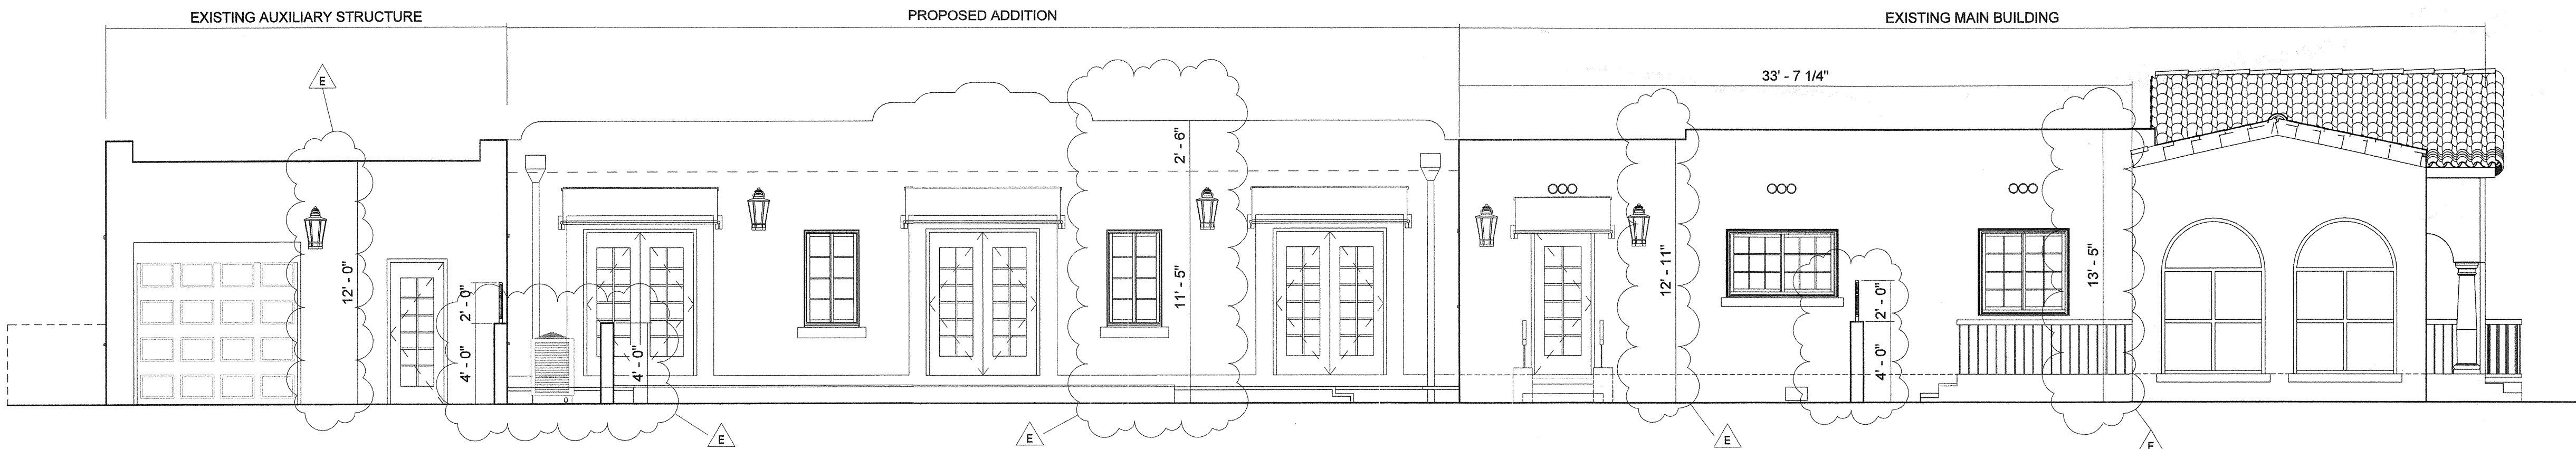 EXISTING AUXILIARY STRUCTURE
PROPOSED ADDITION
EXISTING MAIN BUILDING
33' - 7 1/4"
E
12' - 0"
2' - 0"
4' - 0"
4' - 0"
2' - 6"
11' - 5"
12' - 11"
2' - 0"
4' - 0"
13' - 5"
E
E
E
E